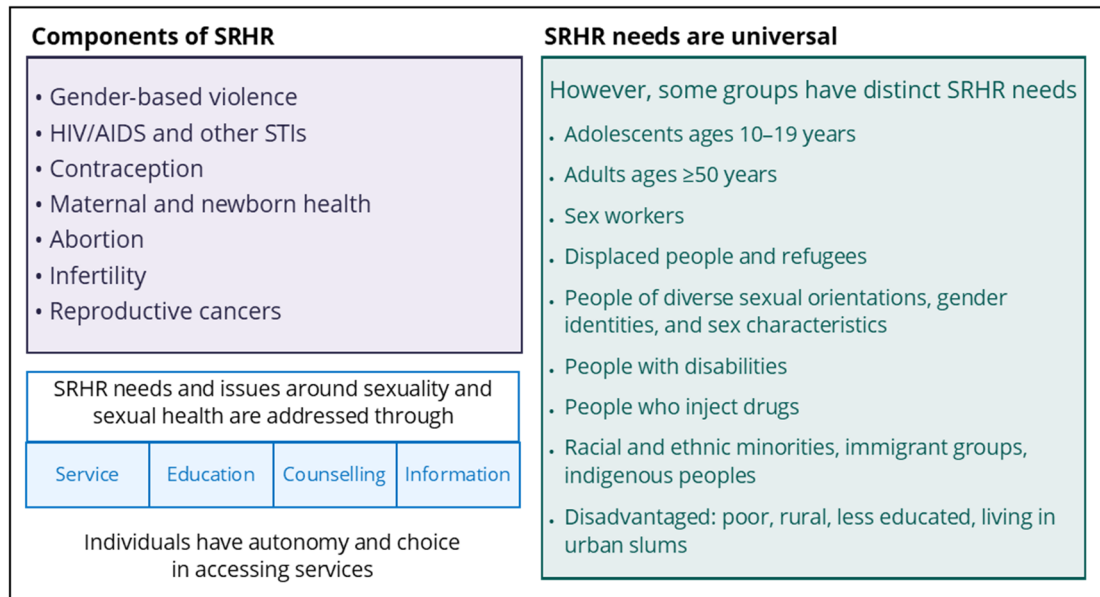 Components of SRHR
• Gender-based violence
• HIV/AIDS and other STIs
• Contraception
• Maternal and newborn health
• Abortion
• Infertility
• Reproductive cancers
SRHR needs and issues around sexuality and
sexual health are addressed through
Service Education Counselling Information
Individuals have autonomy and choice
in accessing services
SRHR needs are universal
However, some groups have distinct SRHR needs
• Adolescents ages 10–19 years
• Adults ages ≥50 years
• Sex workers
• Displaced people and refugees
• People of diverse sexual orientations, gender
identities, and sex characteristics
• People with disabilities
• People who inject drugs
• Racial and ethnic minorities, immigrant groups,
indigenous peoples
• Disadvantaged: poor, rural, less educated, living in
urban slums